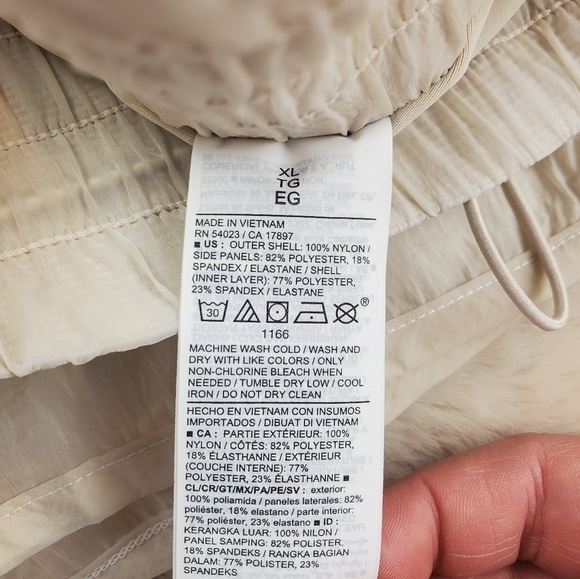 XL
TG
EG
MADE IN VIETNAM
RN 54023 / CA 17897
■ US : OUTER SHELL: 100% NYLON /
SIDE PANELS: 82% POLYESTER, 18%
SPANDEX / ELASTANE / SHELL
(INNER LAYER): 77% POLYESTER,
23% SPANDEX / ELASTANE
30 ®
1166
MACHINE WASH COLD / WASH AND
DRY WITH LIKE COLORS / ONLY
NON-CHLORINE BLEACH WHEN
NEEDED / TUMBLE DRY LOW / COOL
IRON / DO NOT DRY CLEAN
HECHO EN VIETNAM CON INSUMOS
IMPORTADOS / DIBUAT DI VIETNAM
■ CA : PARTIE EXTÉRIEUR: 100%
NYLON / CÔTÉS: 82% POLYESTER,
18% ÉLASTHANNE / EXTÉRIEUR
(COUCHE INTERNE): 77%
POLYESTER, 23% ÉLASTHANNE ■
CL/CR/GT/MX/PA/PE/SV : exterior:
100% poliamida / paneles laterales: 82%
poliéster, 18% elastano / parte interior:
77% poliéster, 23% elastano ■ ID :
KERANGKA LUAR: 100% NILON /
PANEL SAMPING: 82% POLISTER,
18% SPANDEKS / RANGKA BAGIAN
DALAM: 77% POLISTER, 23%
SPANDEKS